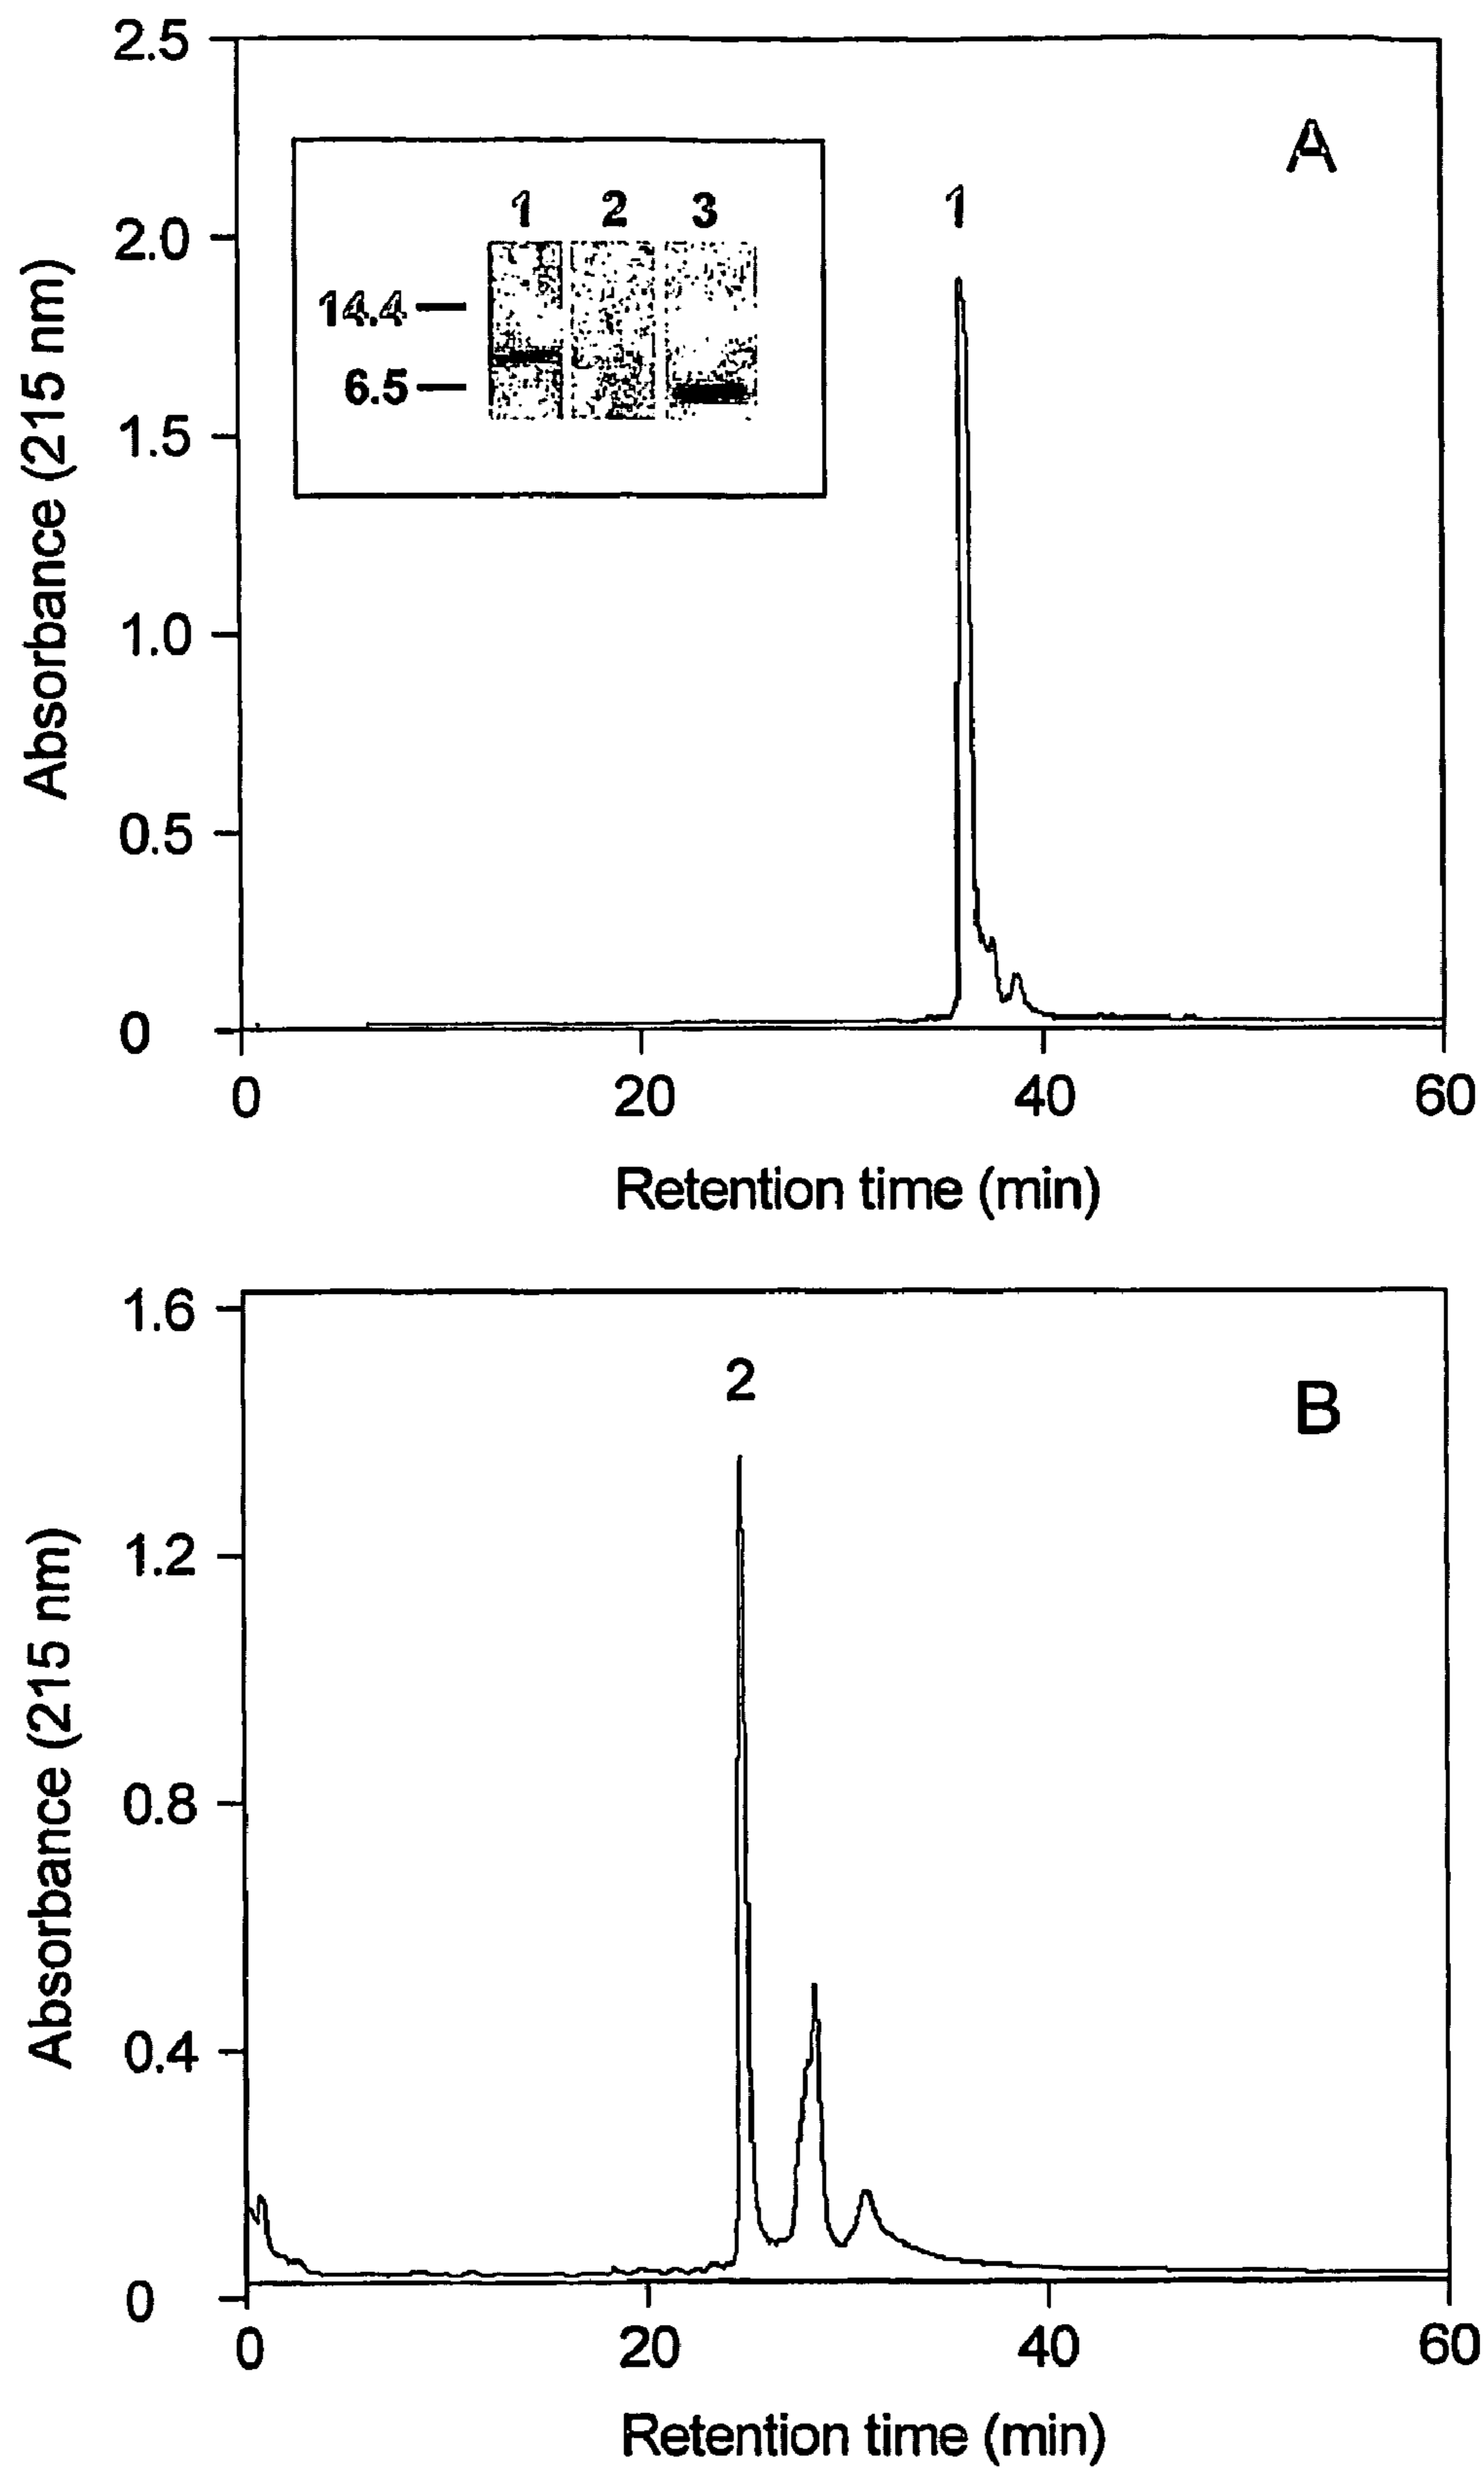 2.5
A
1 2 3
1
2.0
14.4
6.5
1.5
Absorbance (215 nm)
1.0
0.5
0
0 20 40 60
Retention time (min)
1.6
2
B
1.2
Absorbance (215 nm)
0.8
0.4
0
0 20 40 60
Retention time (min)